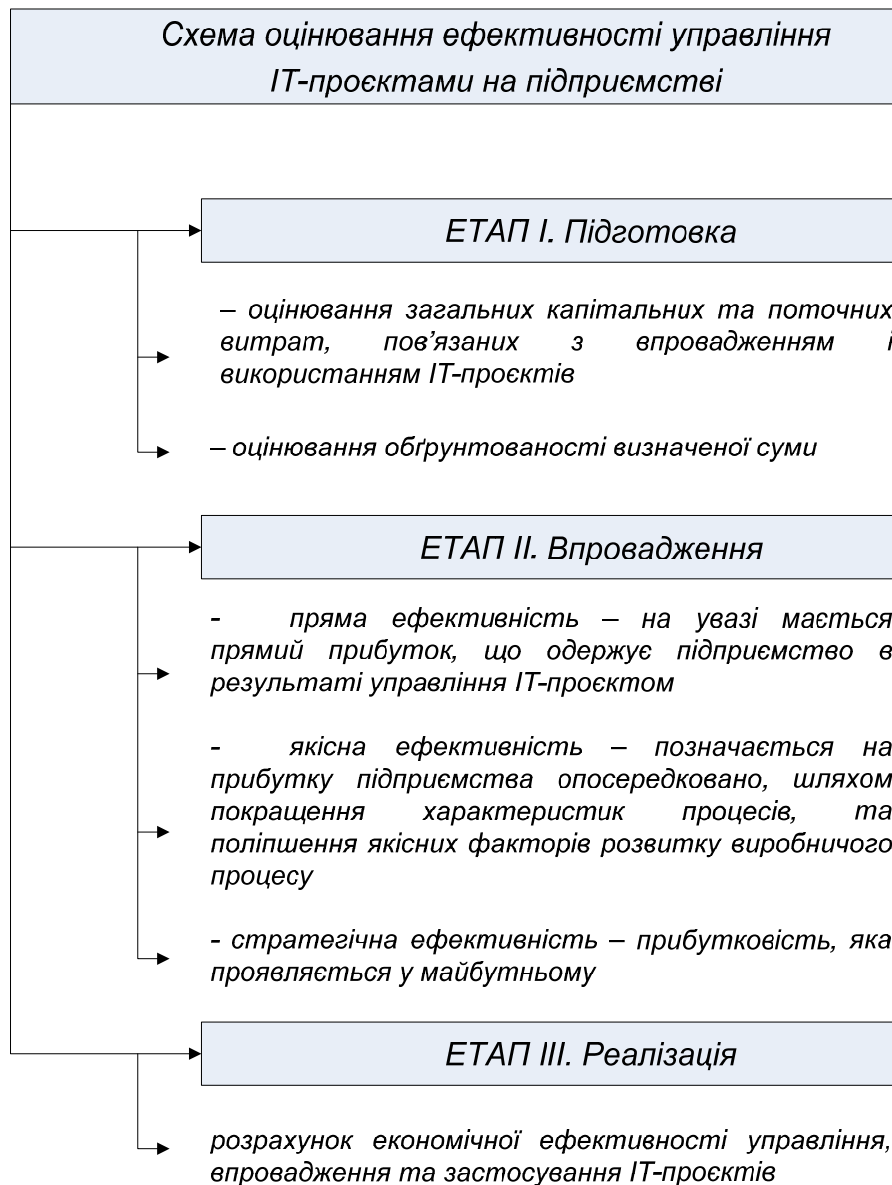 Схема оцінювання ефективності управління
ІТ-проєктами на підприємстві
ЕТАП І. Підготовка
– оцінювання загальних капітальних та поточних
витрат, пов’язаних з впровадженням і
використанням ІТ-проєктів
– оцінювання обґрунтованості визначеної суми
ЕТАП ІІ. Впровадження
- пряма ефективність – на увазі мається
прямий прибуток, що одержує підприємство в
результаті управління ІТ-проєктом
- якісна ефективність – позначається на
прибутку підприємства опосередковано, шляхом
покращення характеристик процесів, та
поліпшення якісних факторів розвитку виробничого
процесу
- стратегічна ефективність – прибутковість, яка
проявляється у майбутньому
ЕТАП ІІІ. Реалізація
розрахунок економічної ефективності управління,
впровадження та застосування ІТ-проєктів